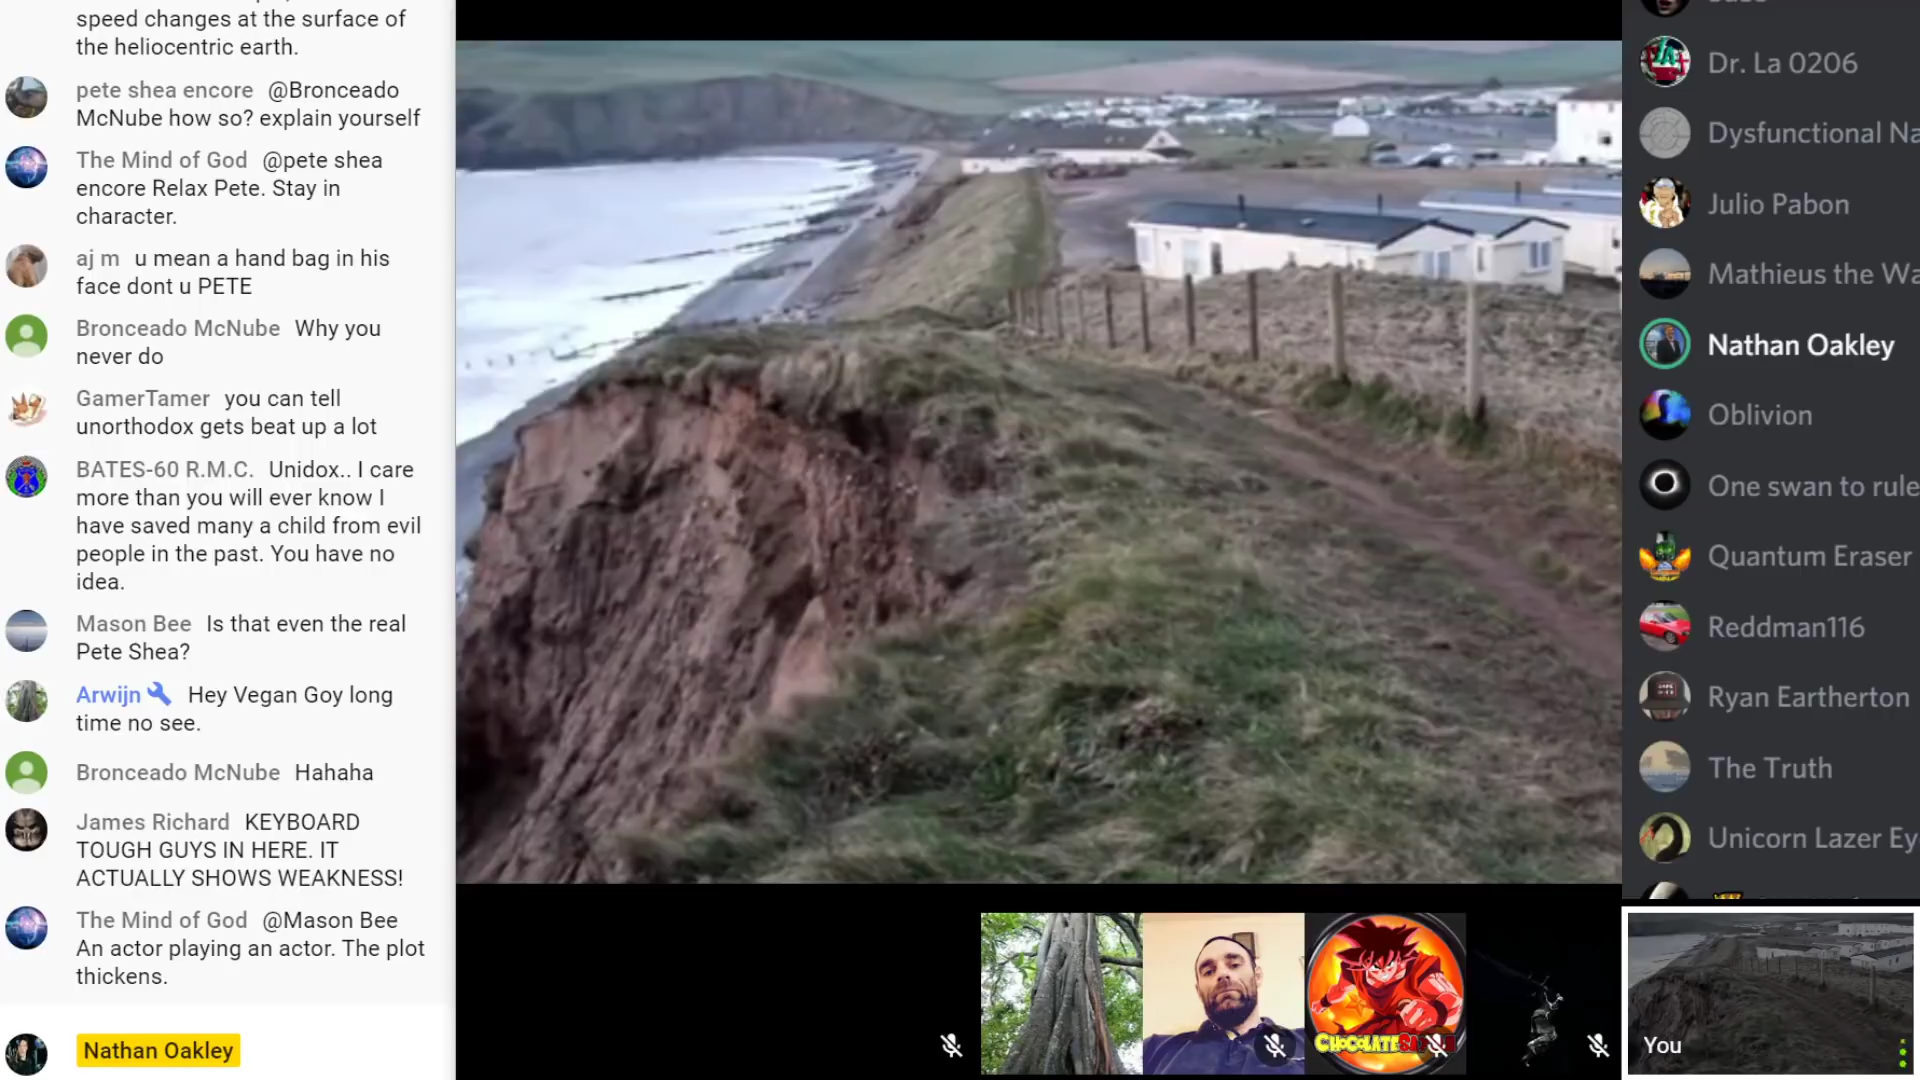 speed changes at the surface of
the heliocentric earth.
pete shea encore @Bronceado
McNube how so? explain yourself
The Mind of God @pete shea
encore Relax Pete. Stay in
character.
aj m u mean a hand bag in his
face dont u PETE
Bronceado McNube Why you
never do
GamerTamer you can tell
unorthodox gets beat up a lot
BATES-60 R.M.C. Unidox.. I care
more than you will ever know I
have saved many a child from evil
people in the past. You have no
idea.
Mason Bee Is that even the real
Pete Shea?
Arwijn Hey Vegan Goy long
time no see.
Bronceado McNube Hahaha
James Richard KEYBOARD
TOUGH GUYS IN HERE. IT
ACTUALLY SHOWS WEAKNESS!
The Mind of God @Mason Bee
An actor playing an actor. The plot
thickens.
Nathan Oakley
Dr. La 0206
Dysfunctional Na
Julio Pabon
Mathieus the Wa
Nathan Oakley
Oblivion
One swan to rule
Quantum Eraser
Reddman116
Ryan Eartherton
The Truth
Unicorn Lazer Ey
You